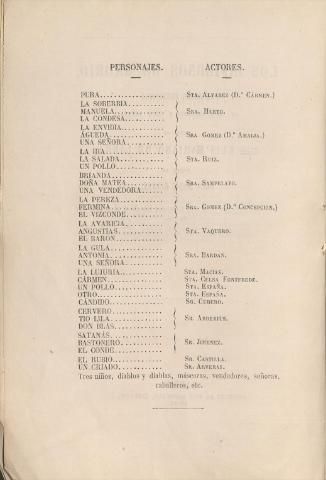 PERSONAJES. ACTORES.
PURA............. STA. ALVAREZ (D.ª CÁRMEN.)
LA SOBERBIA.......
MANUELA.......... SRA. HUETO.
LA CONDESA........
LA ENVIDIA........
ÁGUEDA........... SRA. GOMEZ (D.ª AMALIA.)
UNA SEÑORA........
LA IRA............
LA SALADA......... STA. RUIZ.
UN POLLO..........
BRIANDA...........
DOÑA MATEA........ SRA. SAMPELAYO.
UNA VENDEDORA.....
LA PEREZA.........
FERMINA........... SRA. GOMEZ (D.ª CONCEPCION.)
EL VIZCONDE.......
LA AVARICIA.......
ANGUSTIAS......... STA. VAQUERO.
EL BARON..........
LA GULA...........
ANTONIA........... SRA. BARDAN.
UNA SEÑORA........
LA LUJURIA........ STA. MACIAS.
CÁRMEN............ STA. CELSA FONTFREDE.
UN POLLO.......... STA. ESPAÑA.
OTRO.............. STA. ESPAÑA.
CÁNDIDO........... SR. CUBERO.
CERVERO...........
TIO LILA.......... SR. ARDERIUS.
DON BLAS..........
SATANÁS...........
BASTONERO......... SR. JIMENEZ.
EL CONDE..........
EL RUBIO.......... SR. CASTILLA.
UN CRIADO......... SR. ARVERAS.
Tres niños, diablos y diablas, máscaras, vendedores, señoras,
caballeros, etc.